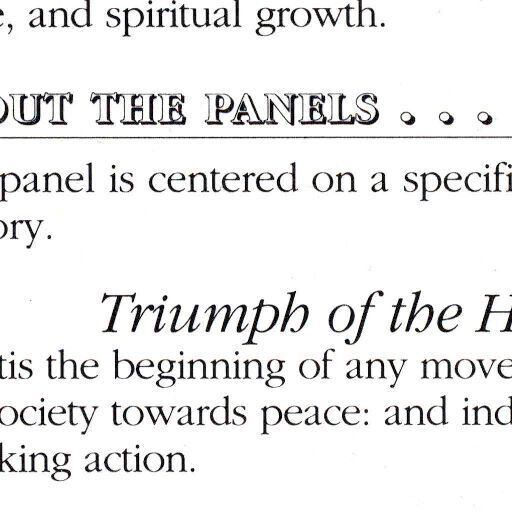 , and spiritual growth.
OUT THE PANELS . . .
panel is centered on a specifi
ory.
Triumph of the H
tis the beginning of any move
ociety towards peace: and ind
king action.